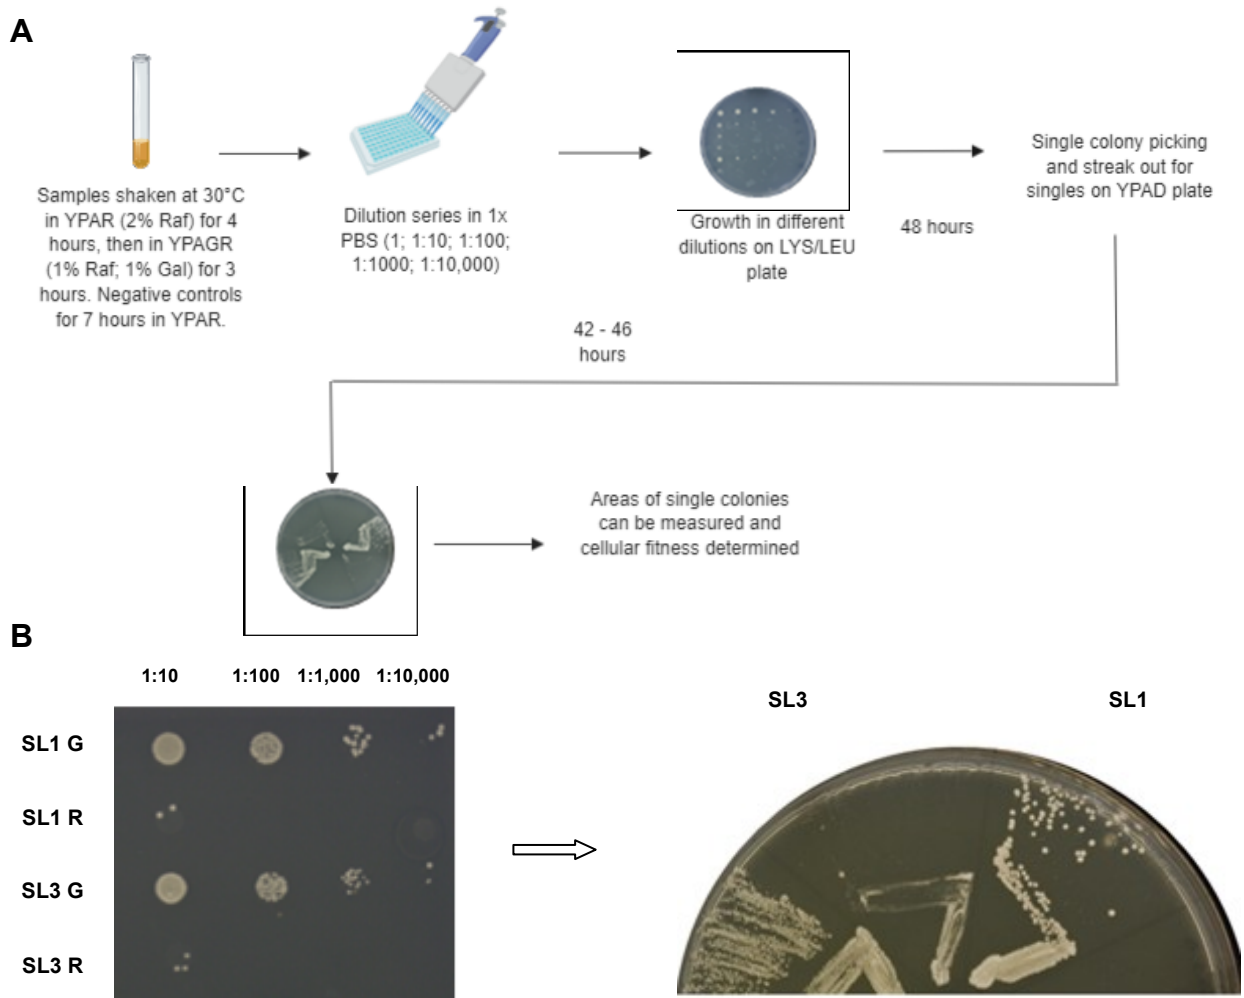 A
Samples shaken at 30°C
in YPAR (2% Raf) for 4
hours, then in YPAGR
(1% Raf; 1% Gal) for 3
hours. Negative controls
for 7 hours in YPAR.
Dilution series in 1x
PBS (1; 1:10; 1:100;
1:1000; 1:10,000)
Growth in different
dilutions on LYS/LEU
plate
48 hours
Single colony picking
and streak out for
singles on YPAD plate
42 - 46
hours
Areas of single colonies
can be measured and
cellular fitness determined
B
1:10 1:100 1:1,000 1:10,000
SL1 G
SL1 R
SL3 G
SL3 R
SL3 SL1